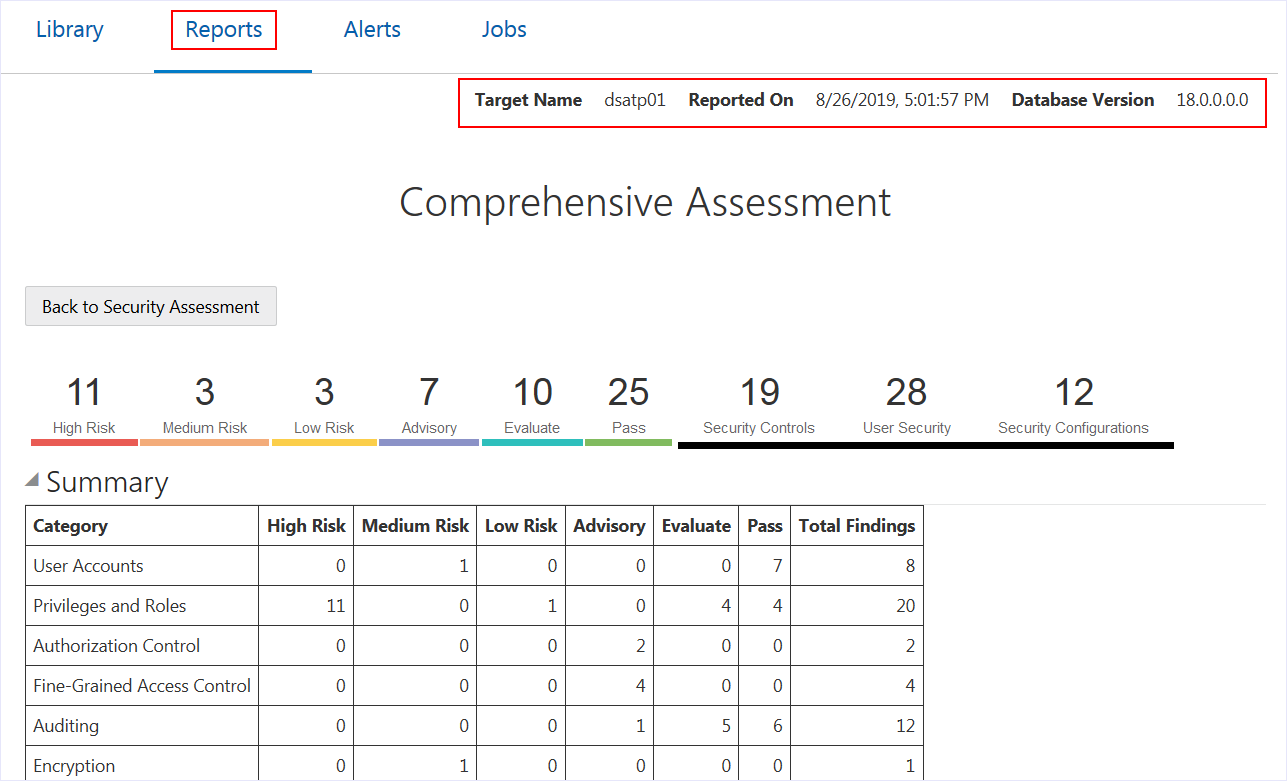 Library Reports Alerts Jobs
Target Name dsatp01 Reported On 8/26/2019, 5:01:57 PM Database Version 18.0.0.0.0
Comprehensive Assessment
Back to Security Assessment
11 3 3 7 10 25 19 28 12
High Risk Medium Risk Low Risk Advisory Evaluate Pass Security Controls User Security Security Configurations
Summary
Category High Risk Medium Risk Low Risk Advisory Evaluate Pass Total Findings
User Accounts 0 1 0 0 0 7 8
Privileges and Roles 11 0 1 0 4 4 20
Authorization Control 0 0 0 2 0 0 2
Fine-Grained Access Control 0 0 0 4 0 0 4
Auditing 0 0 0 1 5 6 12
Encryption 0 1 0 0 0 0 1